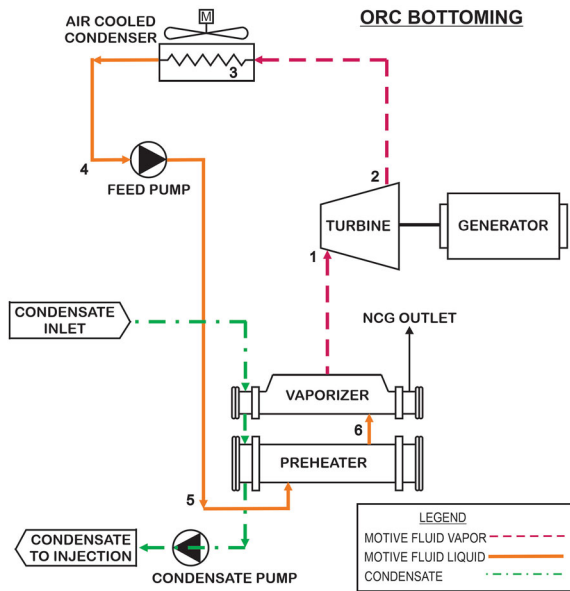 ORC BOTTOMING
M
AIR COOLED
CONDENSER
3
4
FEED PUMP
2
TURBINE
GENERATOR
1
CONDENSATE
INLET
NCG OUTLET
VAPORIZER
6
PREHEATER
5
CONDENSATE
TO INJECTION
CONDENSATE PUMP
LEGEND
MOTIVE FLUID VAPOR
MOTIVE FLUID LIQUID
CONDENSATE